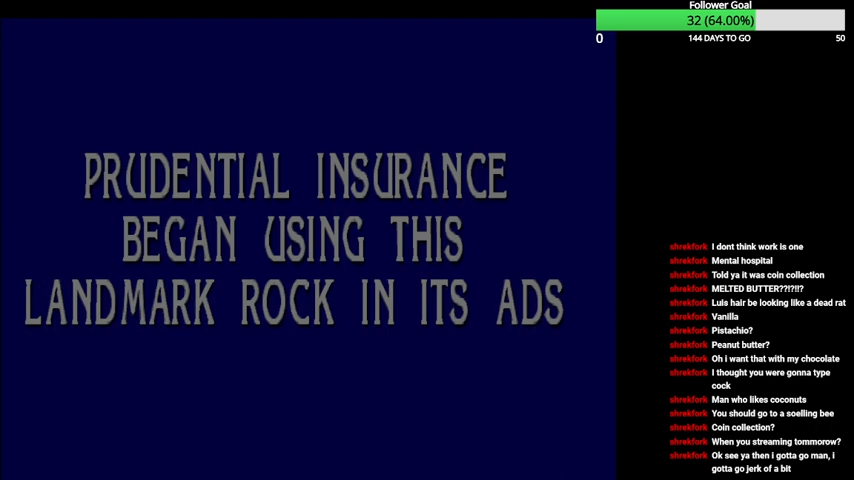 Follower Goal
32 (64.00%)
0
144 DAYS TO GO
50
PRUDENTIAL INSURANCE
BEGAN USING THIS
LANDMARK ROCK IN ITS ADS
shrekfork I dont think work is one
shrekfork Mental hospital
shrekfork Told ya it was coin collection
shrekfork MELTED BUTTER??!?!!?
shrekfork Luis hair be looking like a dead rat
shrekfork Vanilla
shrekfork Pistachio?
shrekfork Peanut butter?
shrekfork Oh i want that with my chocolate
shrekfork I thought you were gonna type
cock
shrekfork Man who likes coconuts
shrekfork You should go to a soelling bee
shrekfork Coin collection?
shrekfork When you streaming tommorow?
shrekfork Ok see ya then i gotta go man, i
gotta go jerk of a bit